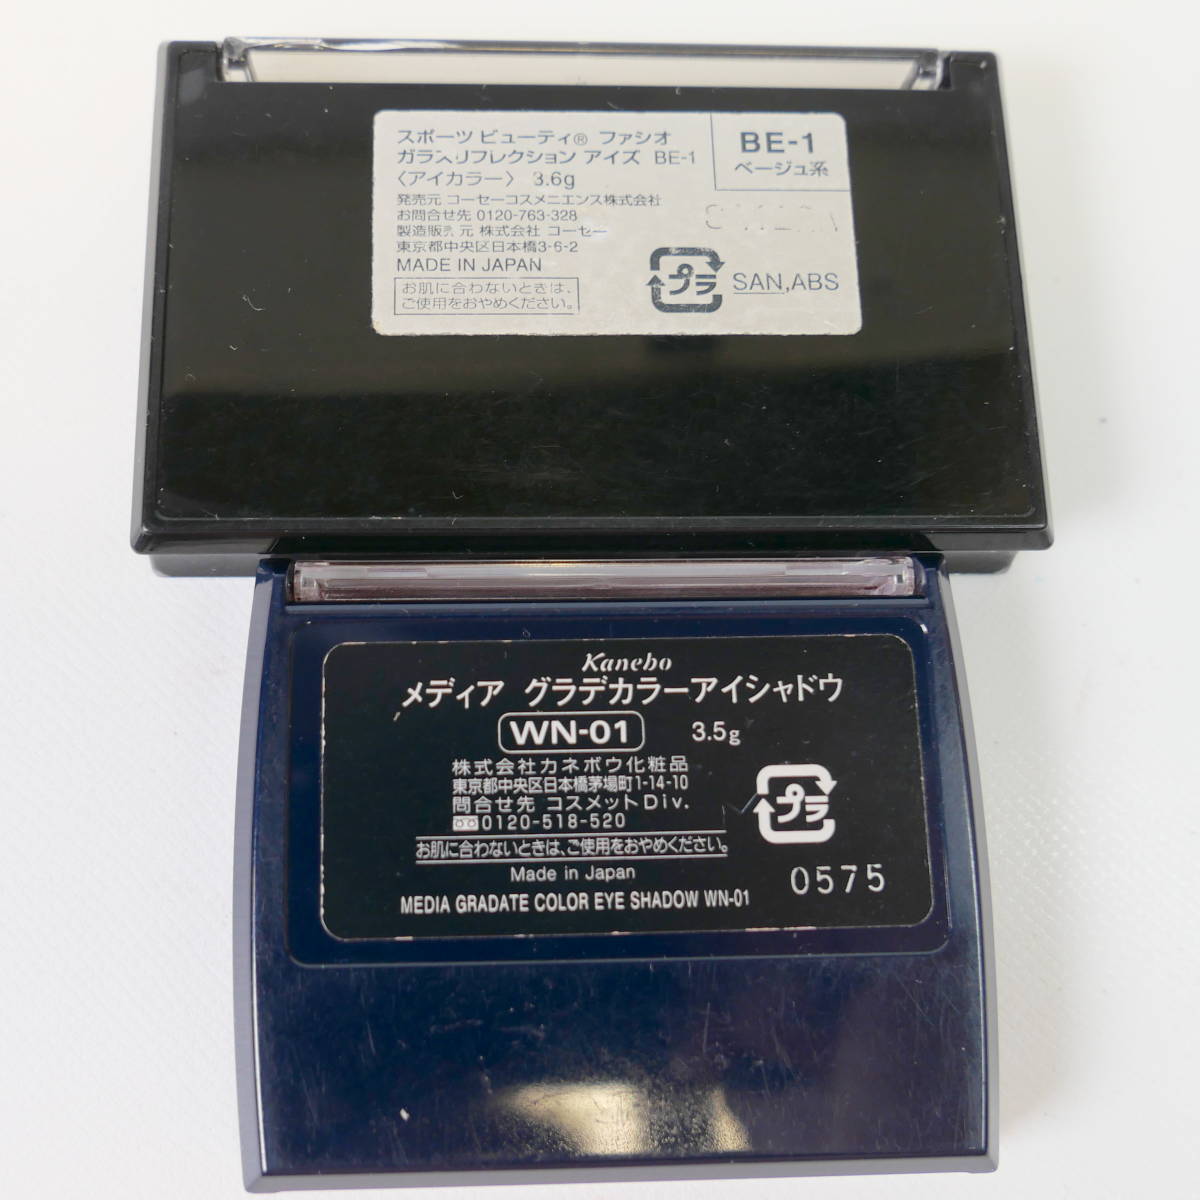 スポーツ ビューティ® ファシオ
ガラスリフレクション アイズ BE-1
〈アイカラー〉 3.6g
発売元 コーセーコスメニエンス株式会社
お問合せ先 0120-763-328
製造販売元 株式会社 コーセー
東京都中央区日本橋3-6-2
MADE IN JAPAN
お肌に合わないときは、
ご使用をおやめください。
BE-1
ベージュ系
プラ
SAN,ABS
Kanebo
メディア グラデカラーアイシャドウ
WN-01 3.5g
株式会社カネボウ化粧品
東京都中央区日本橋茅場町1-14-10
問合せ先 コスメットDiv.
0120-518-520
お肌に合わないときは、ご使用をおやめください。
Made in Japan
MEDIA GRADATE COLOR EYE SHADOW WN-01
プラ
0575